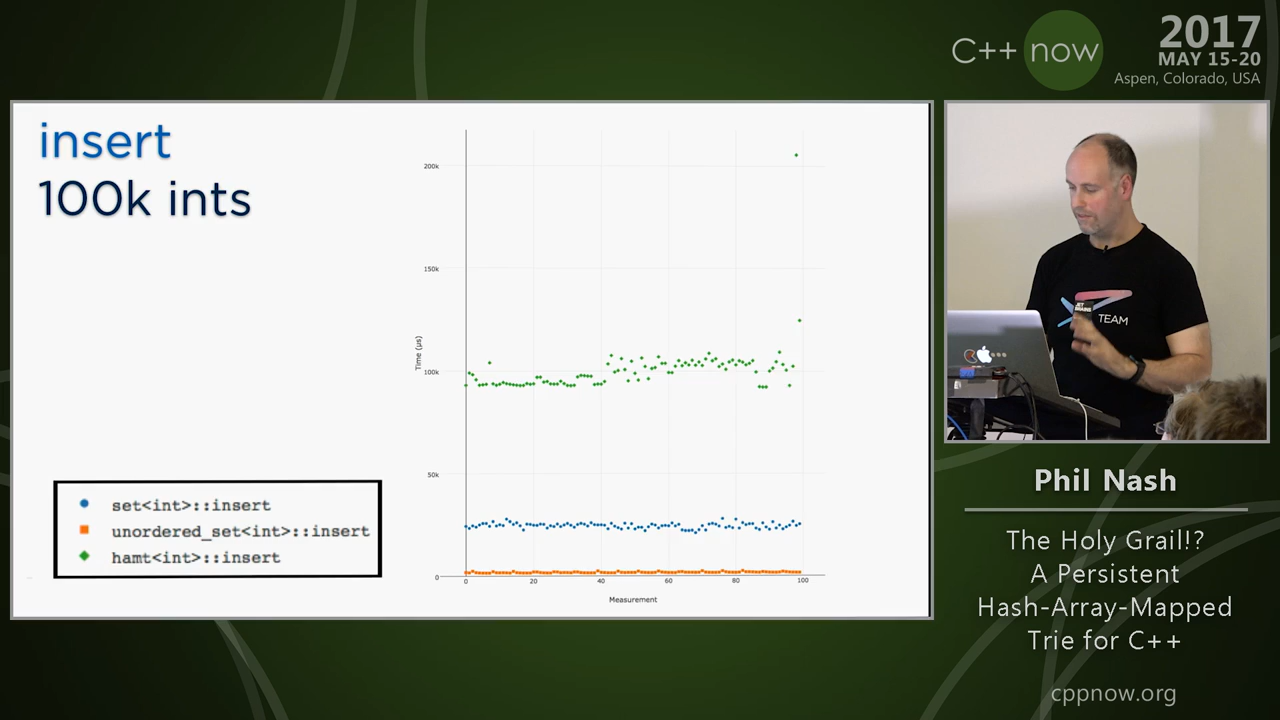 C++ now
2017
MAY 15-20
Aspen, Colorado, USA
insert
100k ints
200k
150k
Time (µs)
100k
50k
0
0 20 40 60 80 100
Measurement
set<int>::insert
unordered_set<int>::insert
hamt<int>::insert
JET
BRAINS
TEAM
Phil Nash
The Holy Grail!?
A Persistent
Hash-Array-Mapped
Trie for C++
cppnow.org